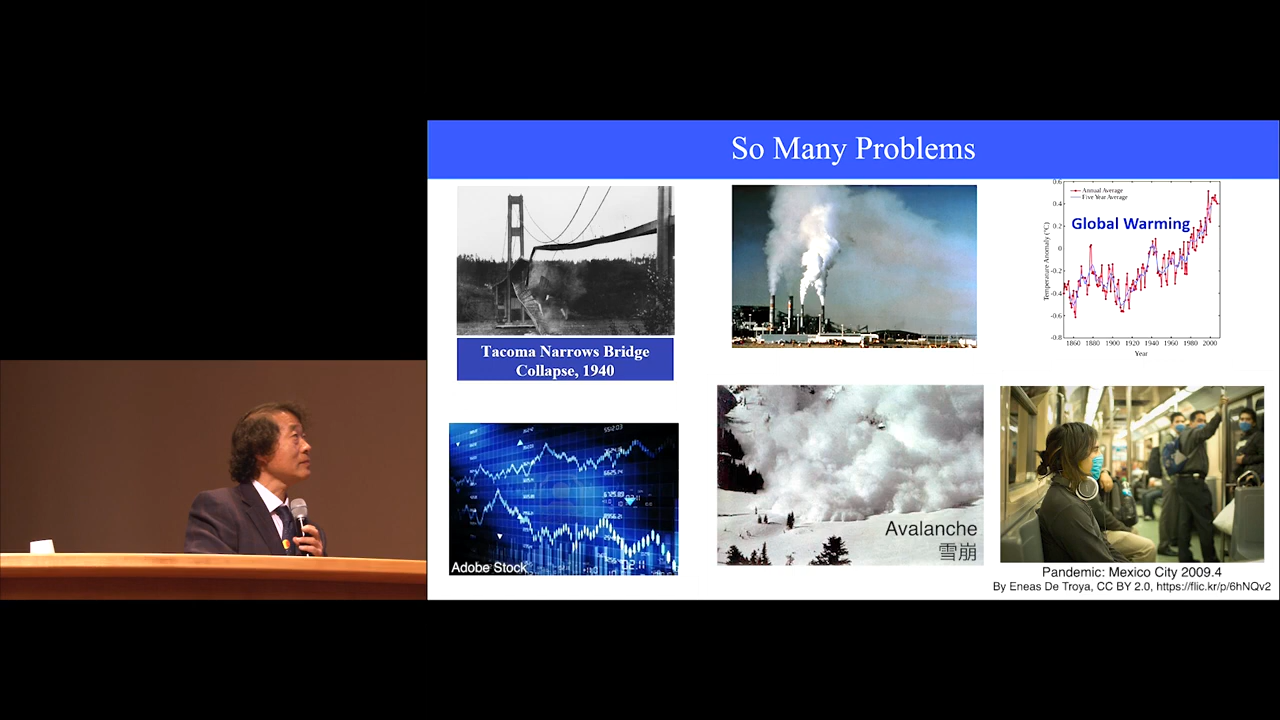 So Many Problems
Tacoma Narrows Bridge
Collapse, 1940
Annual Average
Five Year Average
Global Warming
Temperature Anomaly (°C)
0.6
0.4
0.2
0
-0.2
-0.4
-0.6
-0.8
1860 1880 1900 1920 1940 1960 1980 2000
Year
Adobe Stock
Avalanche
雪崩
Pandemic: Mexico City 2009.4
By Eneas De Troya, CC BY 2.0, https://flic.kr/p/6hNQv2